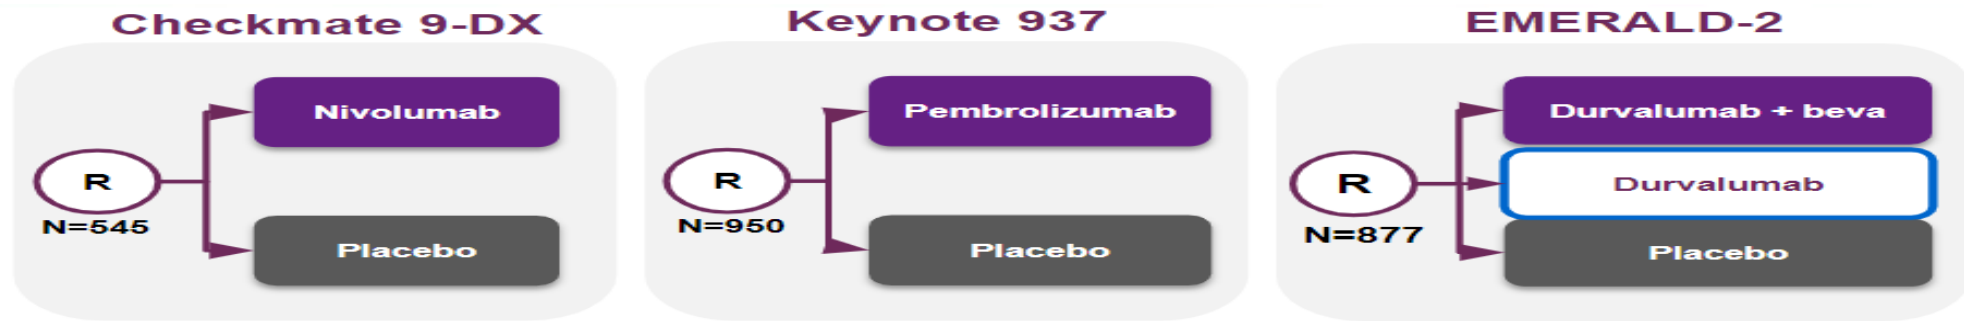 Checkmate 9-DX
Nivolumab
R
N=545
Placebo
Keynote 937
Pembrolizumab
R
N=950
Placebo
EMERALD-2
Durvalumab + beva
R
Durvalumab
N=877
Placebo